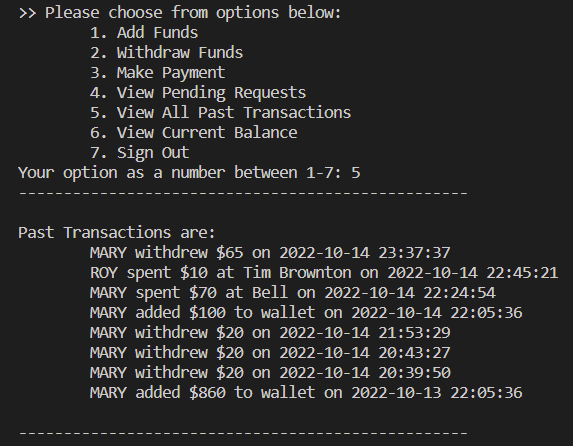 >> Please choose from options below:
1. Add Funds
2. Withdraw Funds
3. Make Payment
4. View Pending Requests
5. View All Past Transactions
6. View Current Balance
7. Sign Out
Your option as a number between 1-7: 5
--------------------------------------------------
Past Transactions are:
MARY withdrew $65 on 2022-10-14 23:37:37
ROY spent $10 at Tim Brownton on 2022-10-14 22:45:21
MARY spent $70 at Bell on 2022-10-14 22:24:54
MARY added $100 to wallet on 2022-10-14 22:05:36
MARY withdrew $20 on 2022-10-14 21:53:29
MARY withdrew $20 on 2022-10-14 20:43:27
MARY withdrew $20 on 2022-10-14 20:39:50
MARY added $860 to wallet on 2022-10-13 22:05:36
--------------------------------------------------